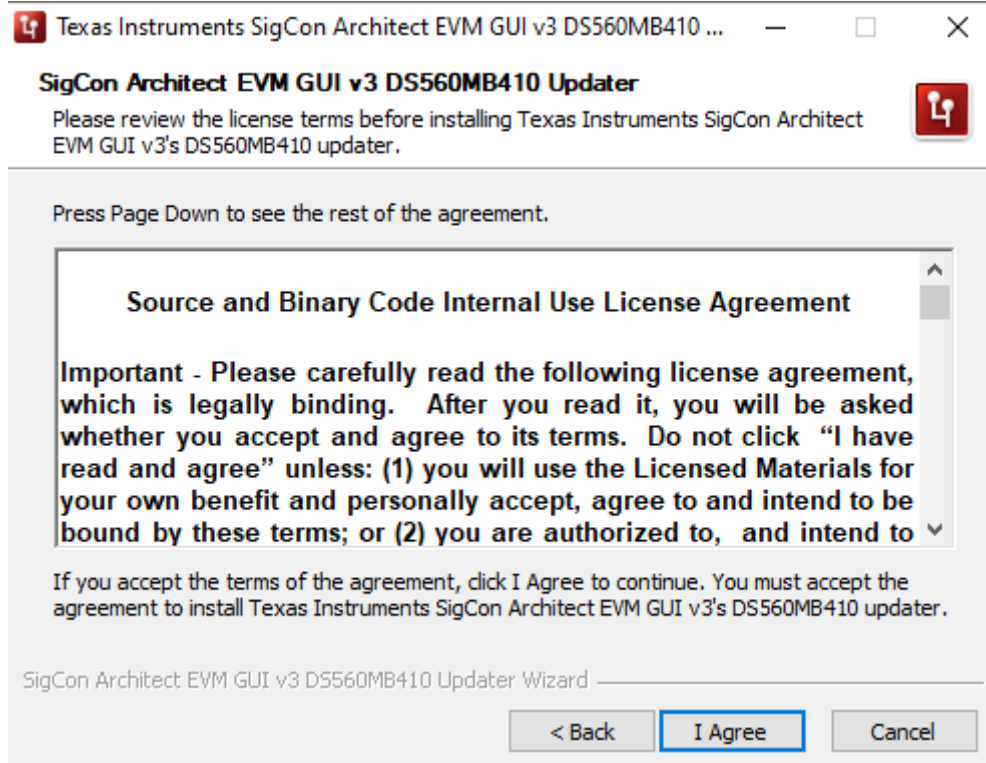 Texas Instruments SigCon Architect EVM GUI v3 DS560MB410 ...
SigCon Architect EVM GUI v3 DS560MB410 Updater
Please review the license terms before installing Texas Instruments SigCon Architect
EVM GUI v3's DS560MB410 updater.
Press Page Down to see the rest of the agreement.
Source and Binary Code Internal Use License Agreement
Important - Please carefully read the following license agreement,
which is legally binding. After you read it, you will be asked
whether you accept and agree to its terms. Do not click “I have
read and agree” unless: (1) you will use the Licensed Materials for
your own benefit and personally accept, agree to and intend to be
bound by these terms; or (2) you are authorized to, and intend to
If you accept the terms of the agreement, click I Agree to continue. You must accept the
agreement to install Texas Instruments SigCon Architect EVM GUI v3's DS560MB410 updater.
SigCon Architect EVM GUI v3 DS560MB410 Updater Wizard
< Back I Agree Cancel